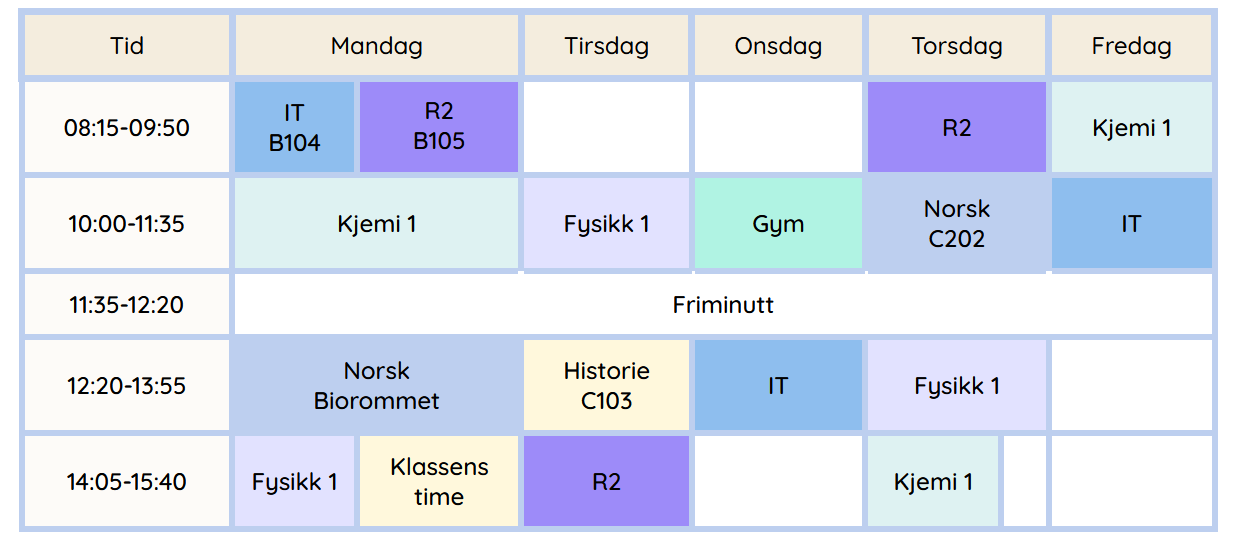 Tid
Mandag
Tirsdag
Onsdag
Torsdag
Fredag
08:15-09:50
IT
B104
R2
B105
R2
Kjemi 1
10:00-11:35
Kjemi 1
Fysikk 1
Gym
Norsk
C202
IT
11:35-12:20
Friminutt
12:20-13:55
Norsk
Biorommet
Historie
C103
IT
Fysikk 1
14:05-15:40
Fysikk 1
Klassens
time
R2
Kjemi 1